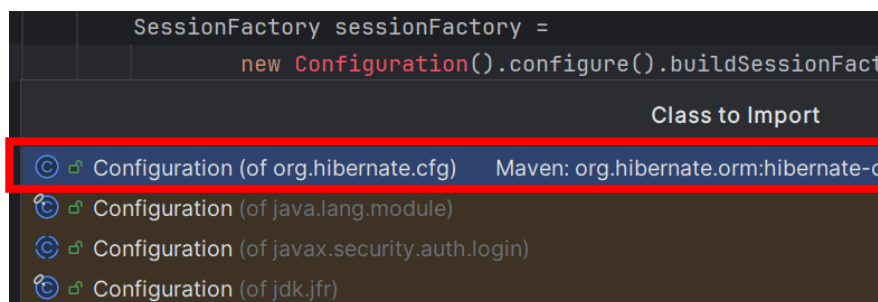 SessionFactory sessionFactory =
new Configuration().configure().buildSessionFact
Class to Import
Configuration (of org.hibernate.cfg) Maven: org.hibernate.orm:hibernate-c
Configuration (of java.lang.module)
Configuration (of javax.security.auth.login)
Configuration (of jdk.jfr)